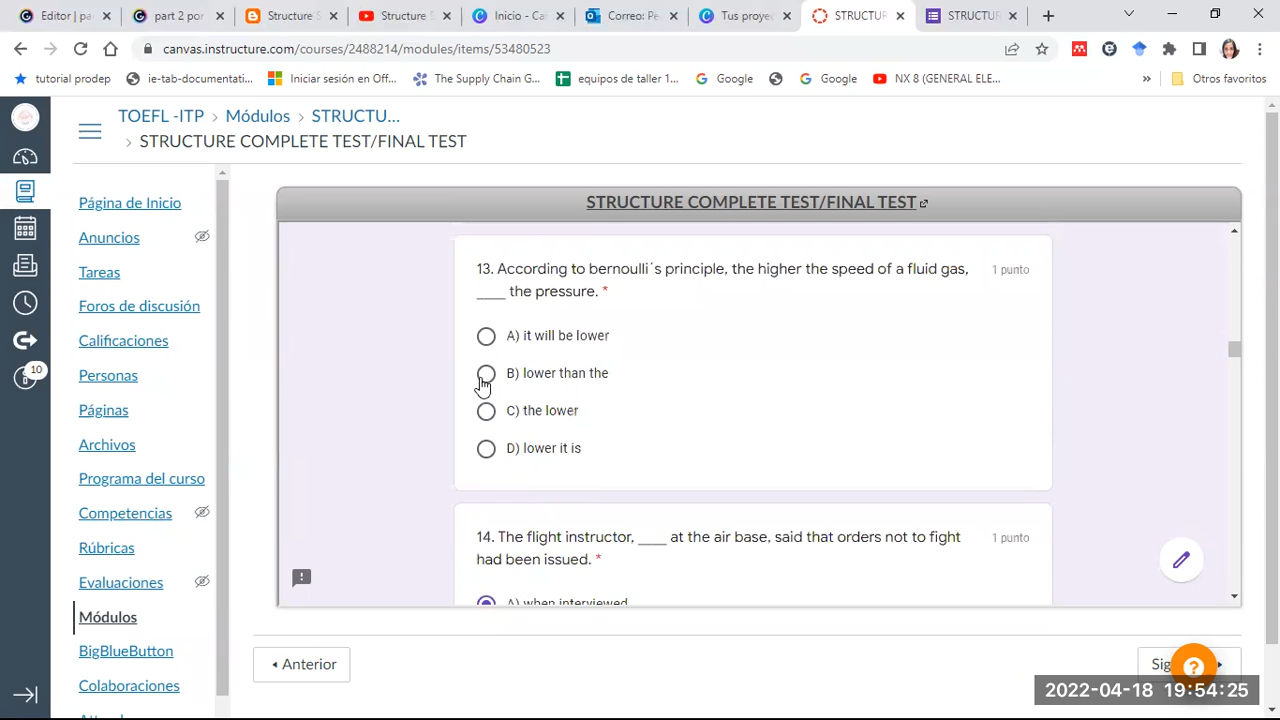 Editor | pa
part 2 por
Structure S
Structure E
Inicio - Ca
Correo: Pe
Tus proye
STRUCTUR
STRUCTUR
canvas.instructure.com/courses/2488214/modules/items/53480523
tutorial prodep
ie-tab-documentati...
Iniciar sesión en Off...
The Supply Chain G...
equipos de taller 1...
Google
Google
NX 8 (GENERAL ELE...
»
Otros favoritos
TOEFL -ITP > Módulos > STRUCTU...
> STRUCTURE COMPLETE TEST/FINAL TEST
Página de Inicio
Anuncios
Tareas
Foros de discusión
Calificaciones
10
Personas
Páginas
Archivos
Programa del curso
Competencias
Rúbricas
Evaluaciones
Módulos
BigBlueButton
Colaboraciones
STRUCTURE COMPLETE TEST/FINAL TEST
13. According to bernoulli´s principle, the higher the speed of a fluid gas,
____ the pressure. *
1 punto
A) it will be lower
B) lower than the
C) the lower
D) lower it is
14. The flight instructor, ____ at the air base, said that orders not to fight
had been issued. *
1 punto
A) when interviewed
Anterior
Sig
2022-04-18 19:54:25